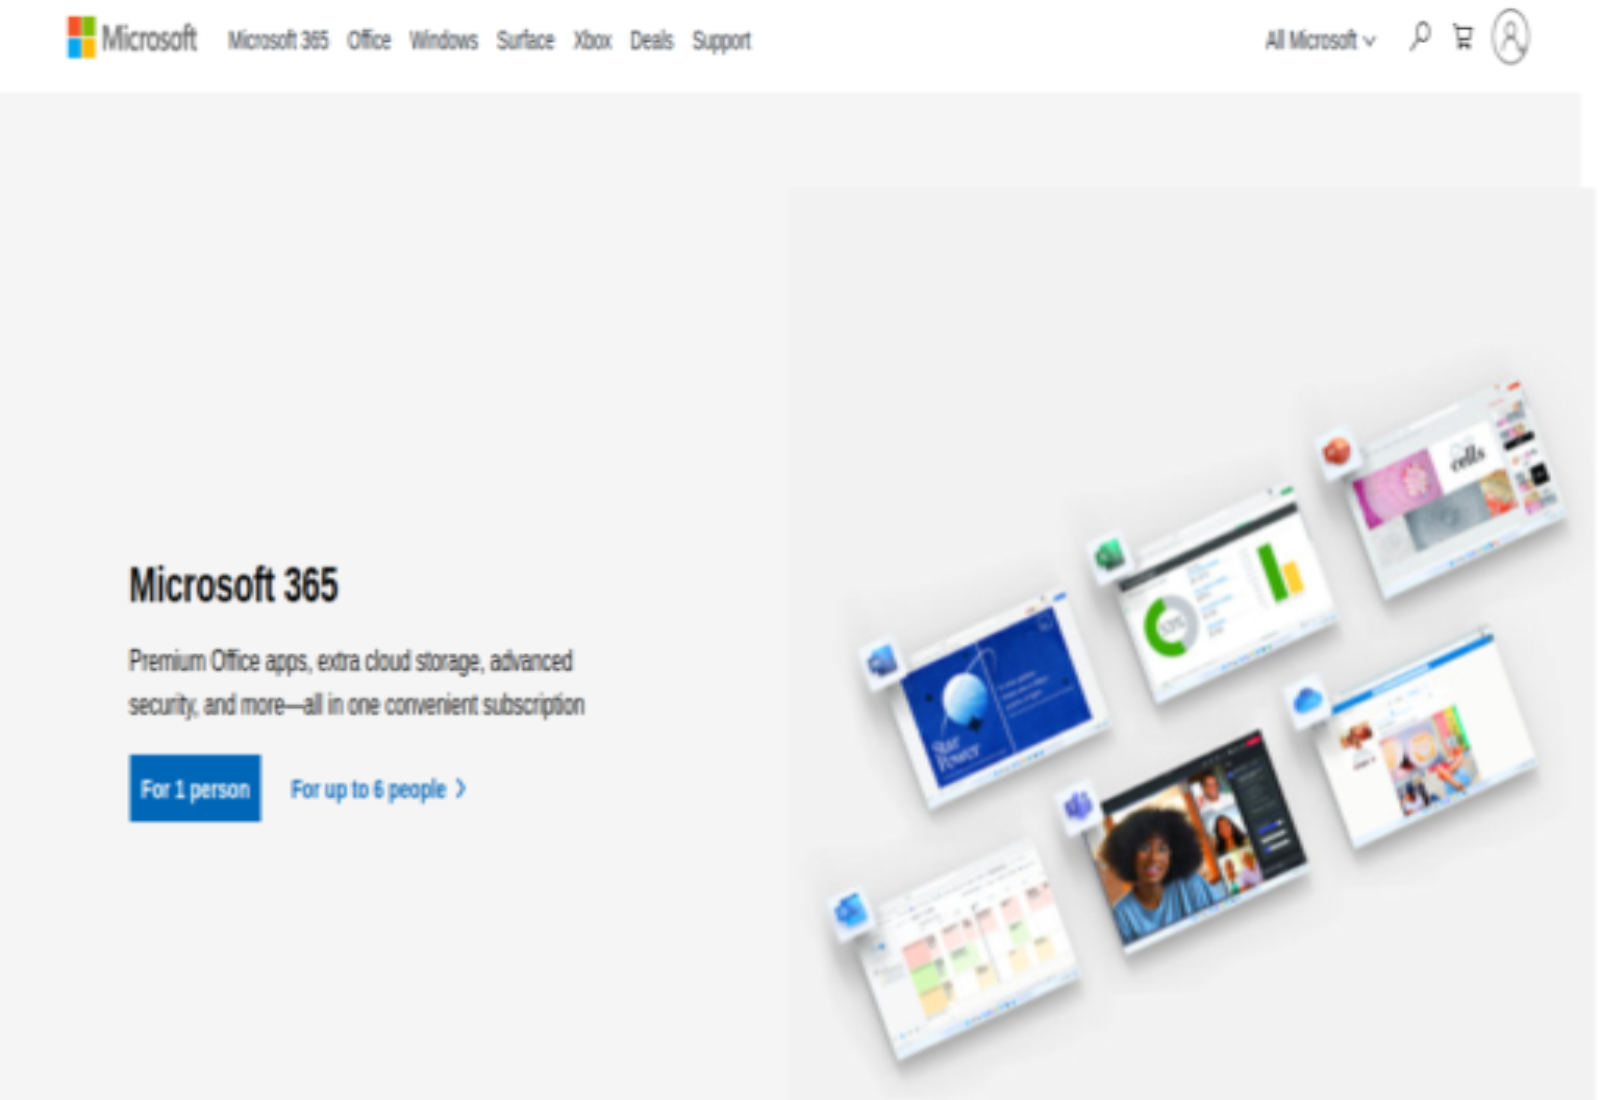 Microsoft Microsoft 365 Office Windows Surface Xbox Deals Support All Microsoft
Microsoft 365
Premium Office apps, extra cloud storage, advanced
security, and more—all in one convenient subscription
For 1 person For up to 6 people
cells
Star
Power